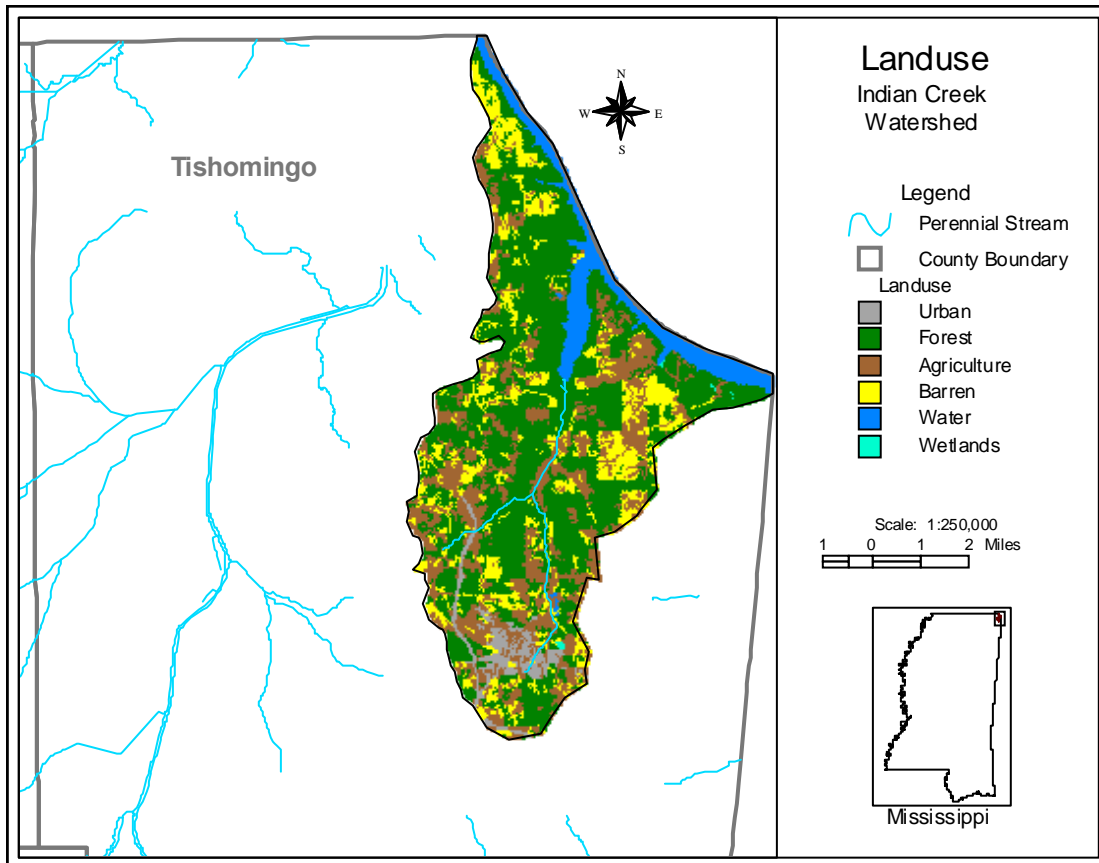 Landuse
Indian Creek
Watershed
N
W
E
S
Tishomingo
Legend
Perennial Stream
County Boundary
Landuse
Urban
Forest
Agriculture
Barren
Water
Wetlands
Scale: 1:250,000
1 0 1 2 Miles
Mississippi